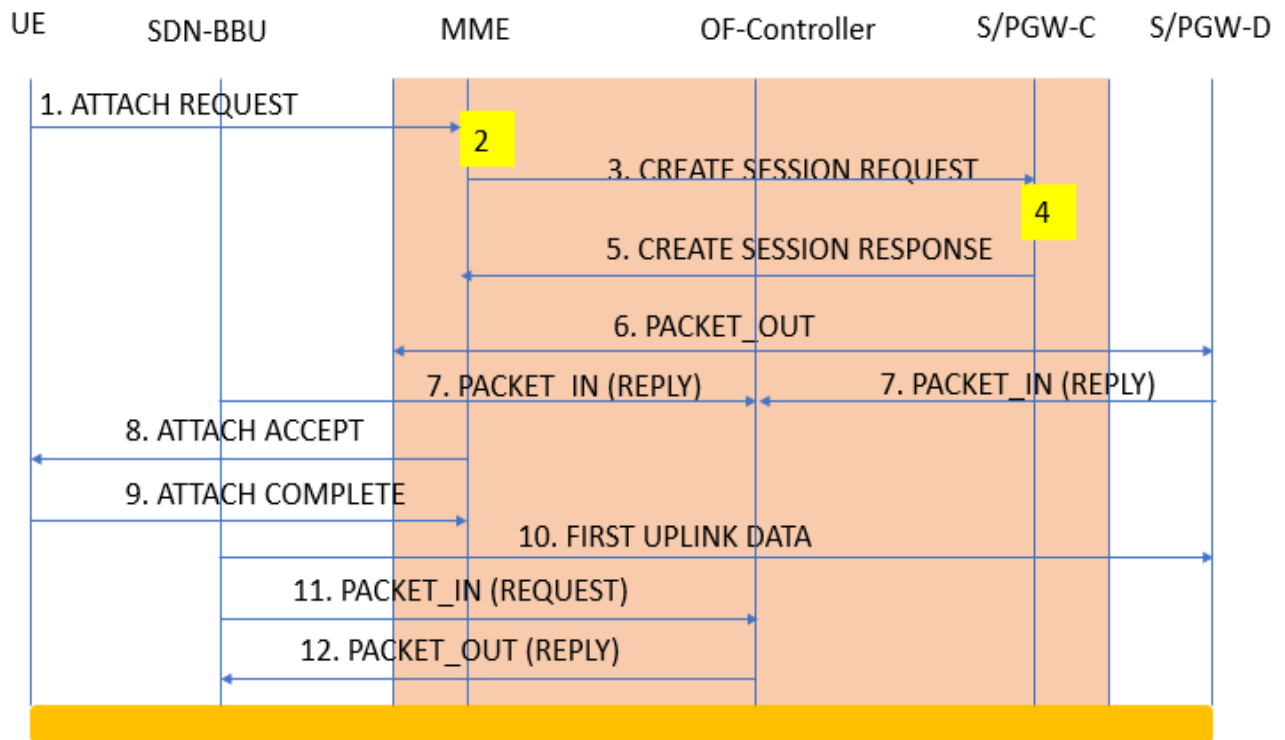 UE
SDN-BBU
MME
OF-Controller
S/PGW-C
S/PGW-D
1. ATTACH REQUEST
2
3. CREATE SESSION REQUEST
4
5. CREATE SESSION RESPONSE
6. PACKET_OUT
7. PACKET_IN (REPLY)
7. PACKET_IN (REPLY)
8. ATTACH ACCEPT
9. ATTACH COMPLETE
10. FIRST UPLINK DATA
11. PACKET_IN (REQUEST)
12. PACKET_OUT (REPLY)